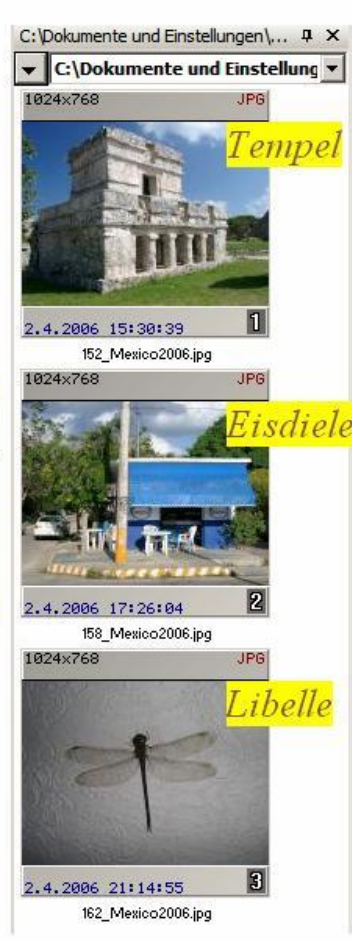 C:\Dokumente und Einstellungen\...
C:\Dokumente und Einstellung
1024x768 JPG
Tempel
2.4.2006 15:30:39 1
152_Mexico2006.jpg
1024x768 JPG
Eisdiele
2.4.2006 17:26:04 2
158_Mexico2006.jpg
1024x768 JPG
Libelle
2.4.2006 21:14:55 3
162_Mexico2006.jpg